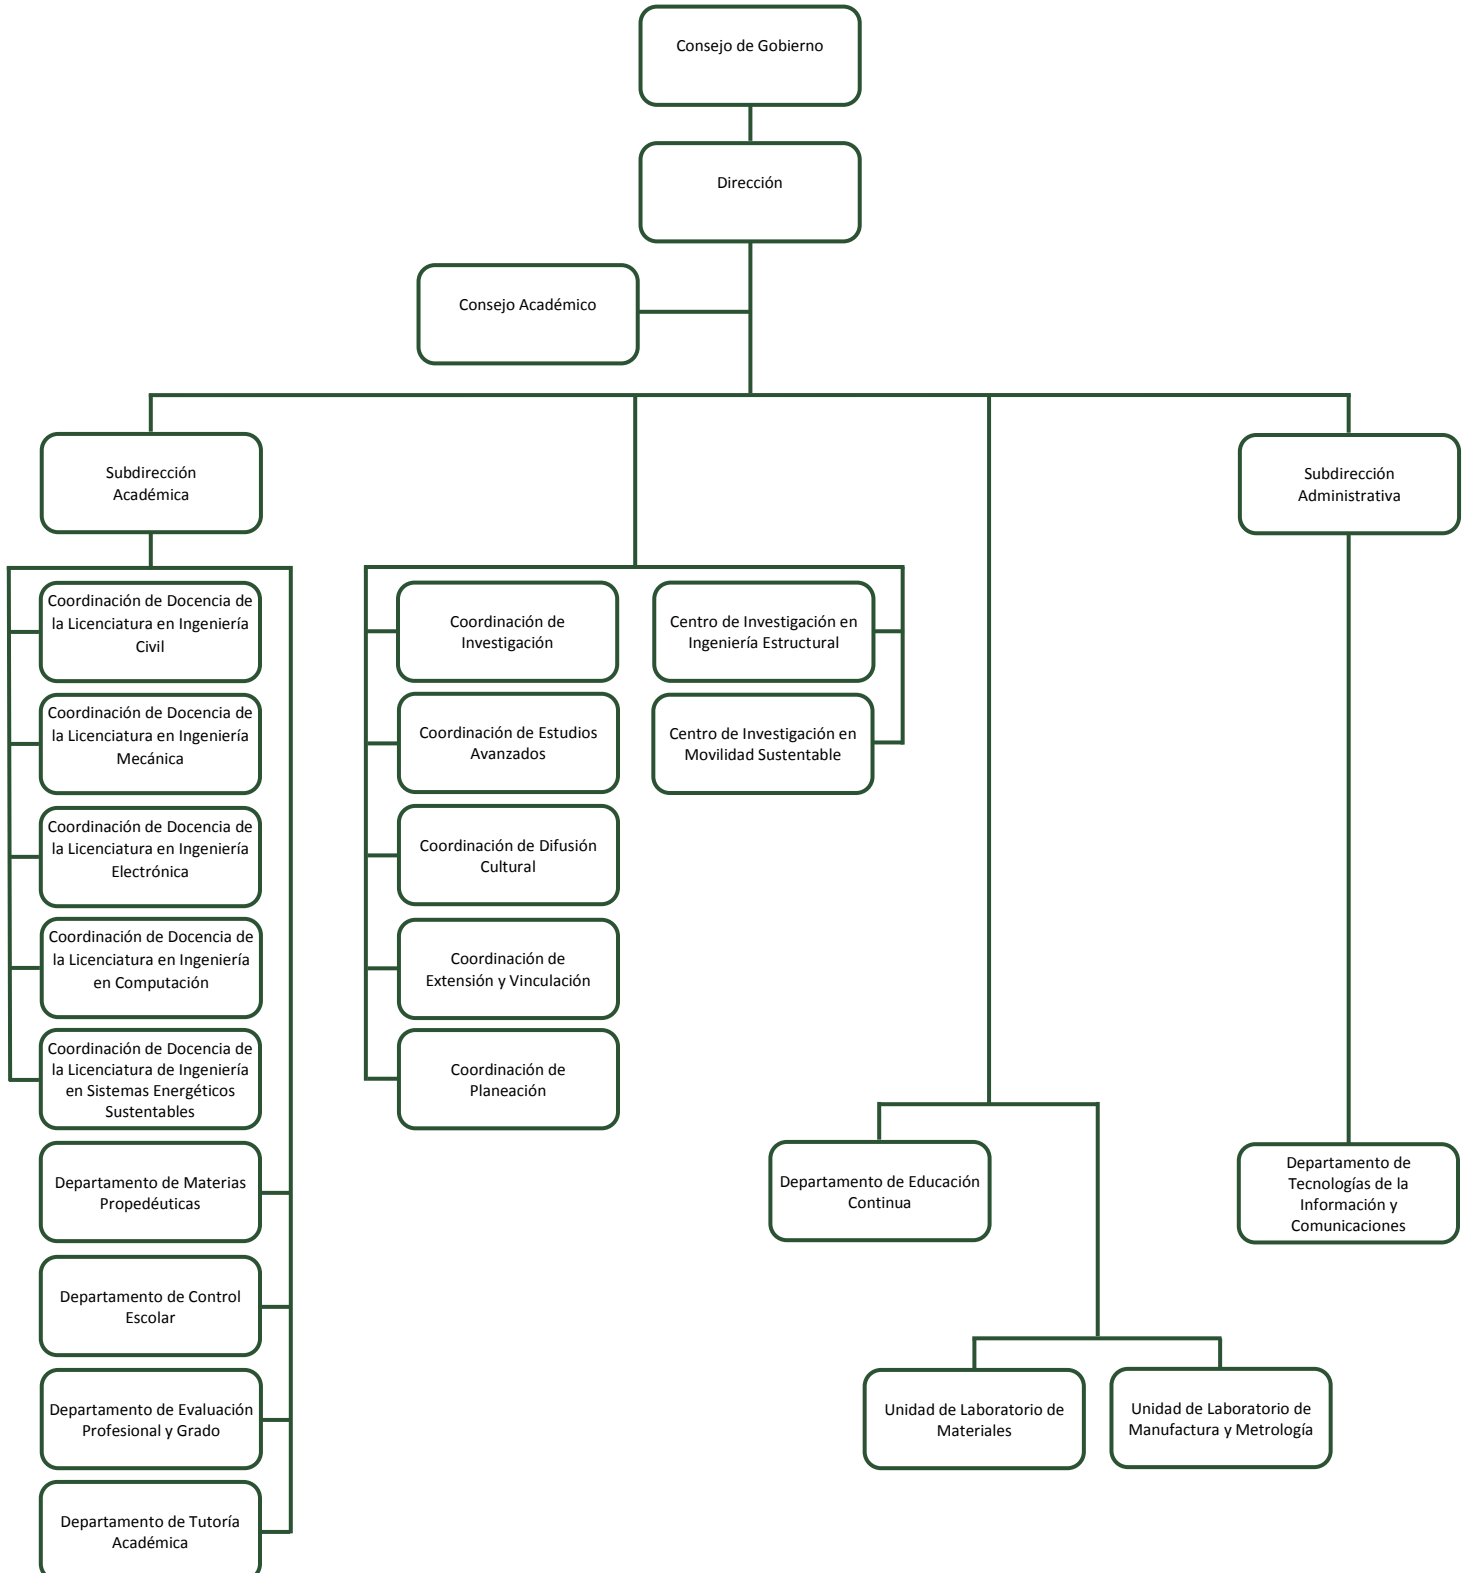 Consejo de Gobierno
Dirección
Consejo Académico
Subdirección
Académica
Subdirección
Administrativa
Coordinación de Docencia de
la Licenciatura en Ingeniería
Civil
Coordinación de Docencia de
la Licenciatura en Ingeniería
Mecánica
Coordinación de Docencia de
la Licenciatura en Ingeniería
Electrónica
Coordinación de Docencia de
la Licenciatura en Ingeniería
en Computación
Coordinación de Docencia de
la Licenciatura de Ingeniería
en Sistemas Energéticos
Sustentables
Departamento de Materias
Propedéuticas
Departamento de Control
Escolar
Departamento de Evaluación
Profesional y Grado
Departamento de Tutoría
Académica
Coordinación de
Investigación
Coordinación de Estudios
Avanzados
Coordinación de Difusión
Cultural
Coordinación de
Extensión y Vinculación
Coordinación de
Planeación
Centro de Investigación en
Ingeniería Estructural
Centro de Investigación en
Movilidad Sustentable
Departamento de Educación
Continua
Unidad de Laboratorio de
Materiales
Unidad de Laboratorio de
Manufactura y Metrología
Departamento de
Tecnologías de la
Información y
Comunicaciones